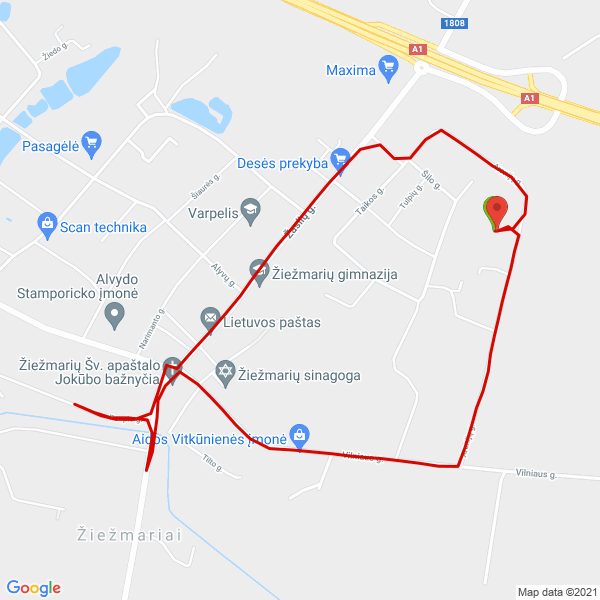 1808
Žiedo g.
A1
Maxima
A1
Pasagėlė
Desės prekyba
Šilo g.
Šiaurės g.
Taikos g.
Tulpių g.
Varpelis
Žaslių g.
Scan technika
Alyvų g.
Žiežmarių gimnazija
Alvydo
Stamporicko įmonė
Narimanto g.
Lietuvos paštas
Žiežmarių Šv. apaštalo
Jokūbo bažnyčia
Žiežmarių sinagoga
Aidos Vitkūnienės įmonė
Tilto g.
Vilniaus g.
Vilniaus g.
Žiežmariai
Google
Map data ©2021